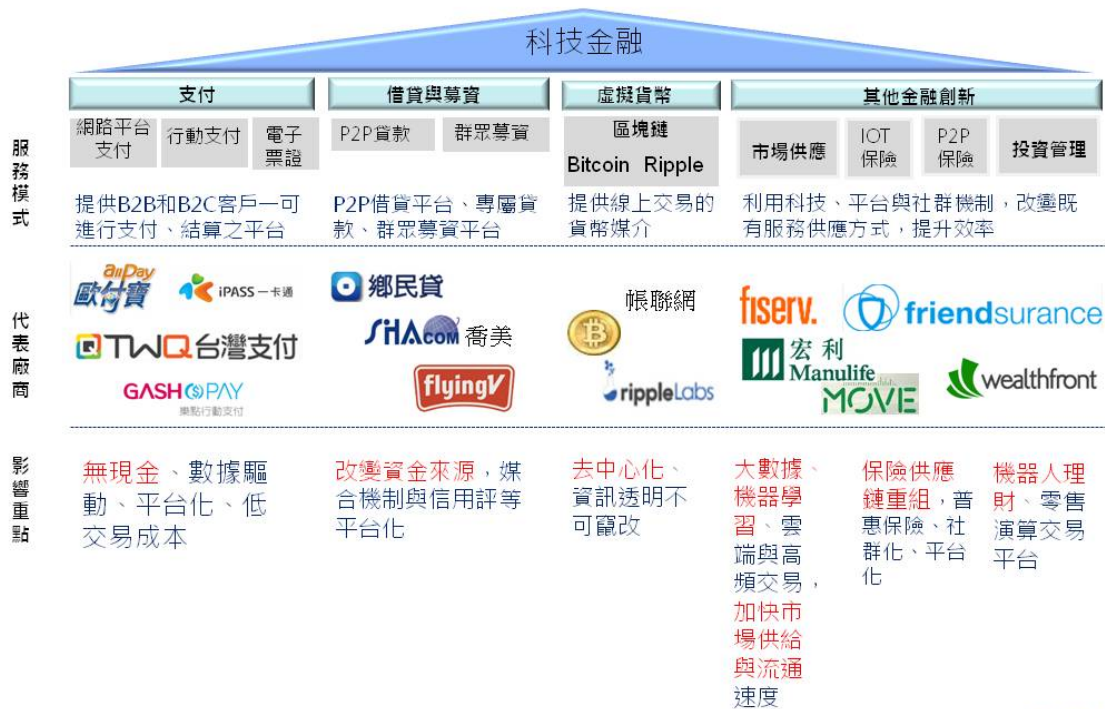 科技金融
支付
借貸與募資
虛擬貨幣
其他金融創新
服務模式
網路平台
支付
行動支付
電子
票證
P2P貸款
群眾募資
區塊鏈
Bitcoin Ripple
市場供應
IOT
保險
P2P
保險
投資管理
提供B2B和B2C客戶一可
進行支付、結算之平台
P2P借貸平台、專屬貸
款、群眾募資平台
提供線上交易的
貨幣媒介
利用科技、平台與社群機制，改變既
有服務供應方式，提升效率
代表廠商
allPay
歐付寶
iPASS一卡通
TWQ台灣支付
GASH PAY
樂點行動支付
鄉民貸
SHAcom 喬美
flyingV
帳聯網
B
rippleLabs
fiserv.
friendsurance
宏利
Manulife
MOVE
wealthfront
影響重點
無現金、數據驅
動、平台化、低
交易成本
改變資金來源，媒
合機制與信用評等
平台化
去中心化、
資訊透明不
可竄改
大數據、
機器學
習、雲
端與高
頻交易，
加快市
場供給
與流通
速度
保險供應
鏈重組，普
惠保險、社
群化、平台
化
機器人理
財、零售
演算交易
平台